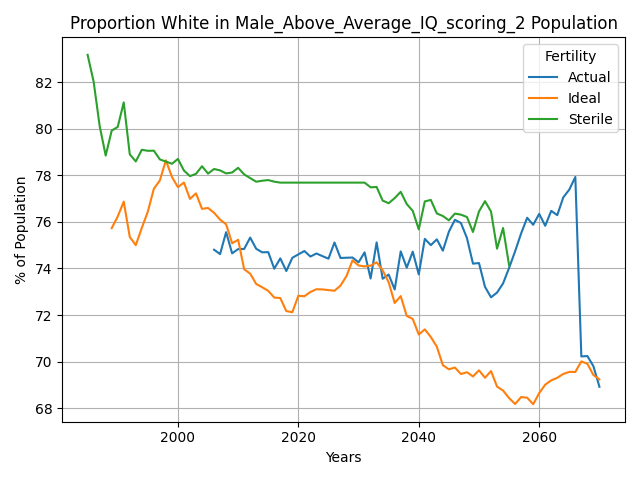 Proportion White in Male_Above_Average_IQ_scoring_2 Population
Fertility
Actual
Ideal
Sterile
% of Population
82
80
78
76
74
72
70
68
2000
2020
2040
2060
Years